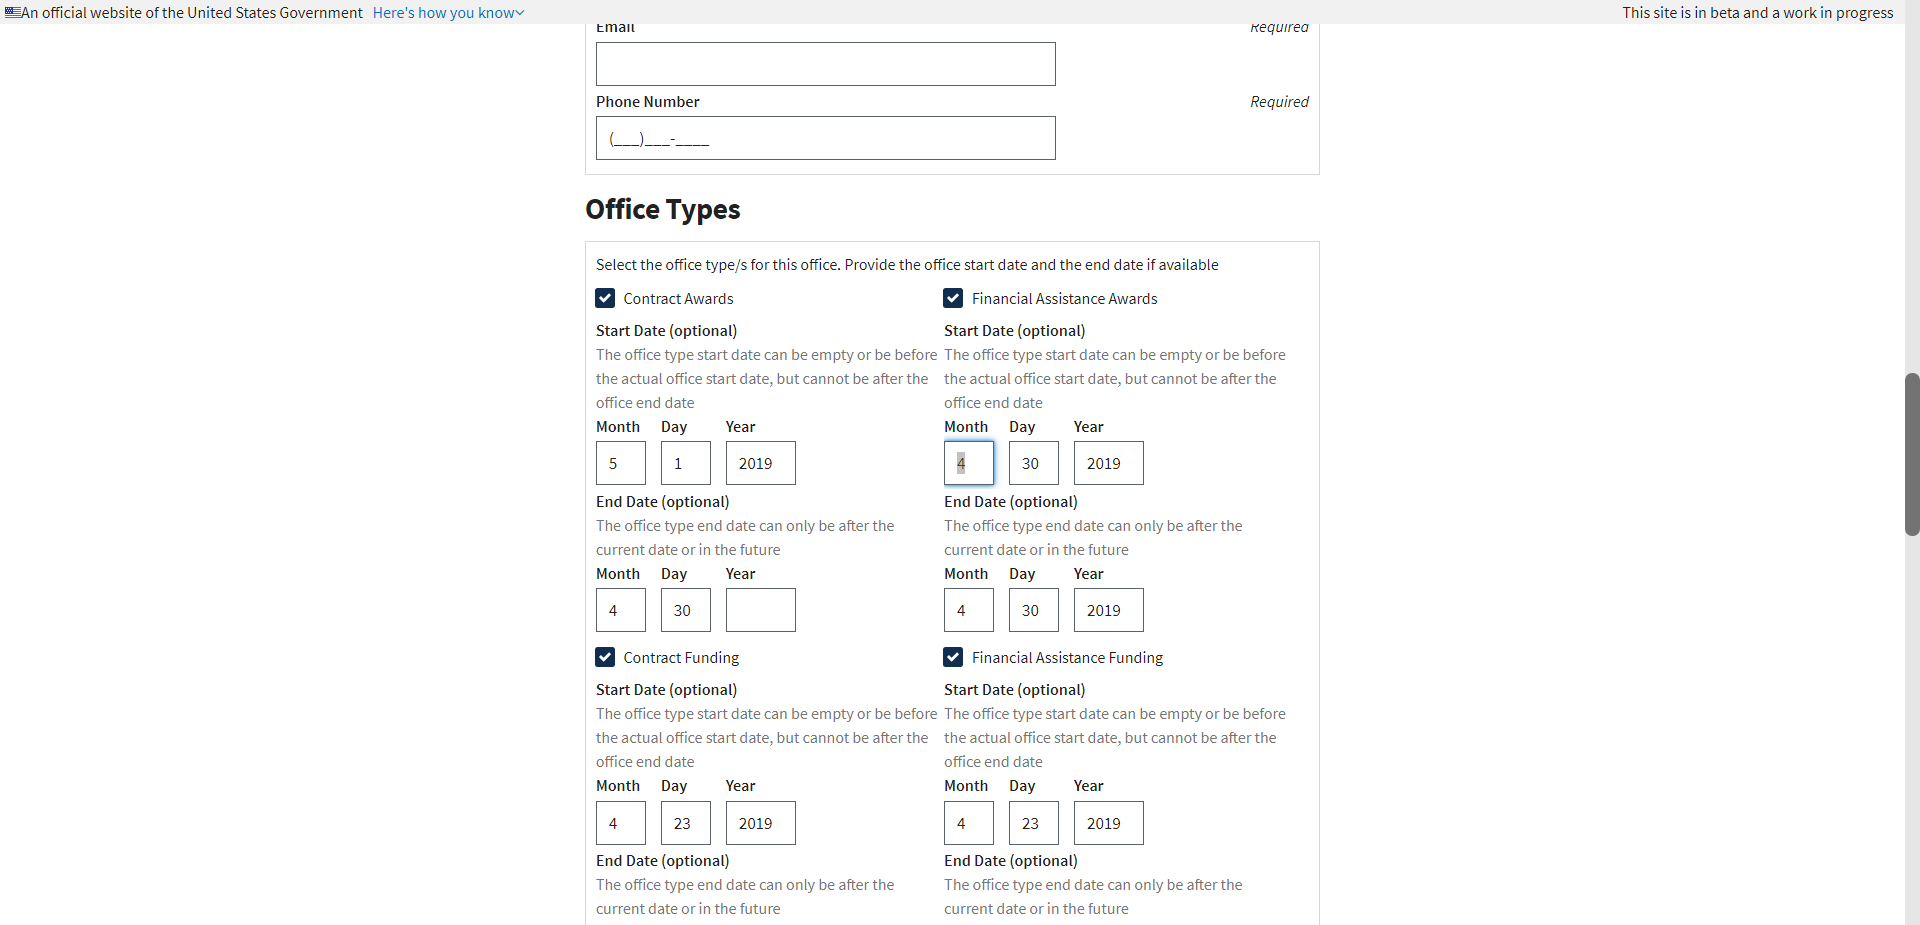 An official website of the United States Government Here's how you know This site is in beta and a work in progress
Email Required
Phone Number Required
(___)___-____
Office Types
Select the office type/s for this office. Provide the office start date and the end date if available
Contract Awards
Start Date (optional)
The office type start date can be empty or be before
the actual office start date, but cannot be after the
office end date
Month Day Year
5 1 2019
End Date (optional)
The office type end date can only be after the
current date or in the future
Month Day Year
4 30
Financial Assistance Awards
Start Date (optional)
The office type start date can be empty or be before
the actual office start date, but cannot be after the
office end date
Month Day Year
4 30 2019
End Date (optional)
The office type end date can only be after the
current date or in the future
Month Day Year
4 30 2019
Contract Funding
Start Date (optional)
The office type start date can be empty or be before
the actual office start date, but cannot be after the
office end date
Month Day Year
4 23 2019
End Date (optional)
The office type end date can only be after the
current date or in the future
Financial Assistance Funding
Start Date (optional)
The office type start date can be empty or be before
the actual office start date, but cannot be after the
office end date
Month Day Year
4 23 2019
End Date (optional)
The office type end date can only be after the
current date or in the future